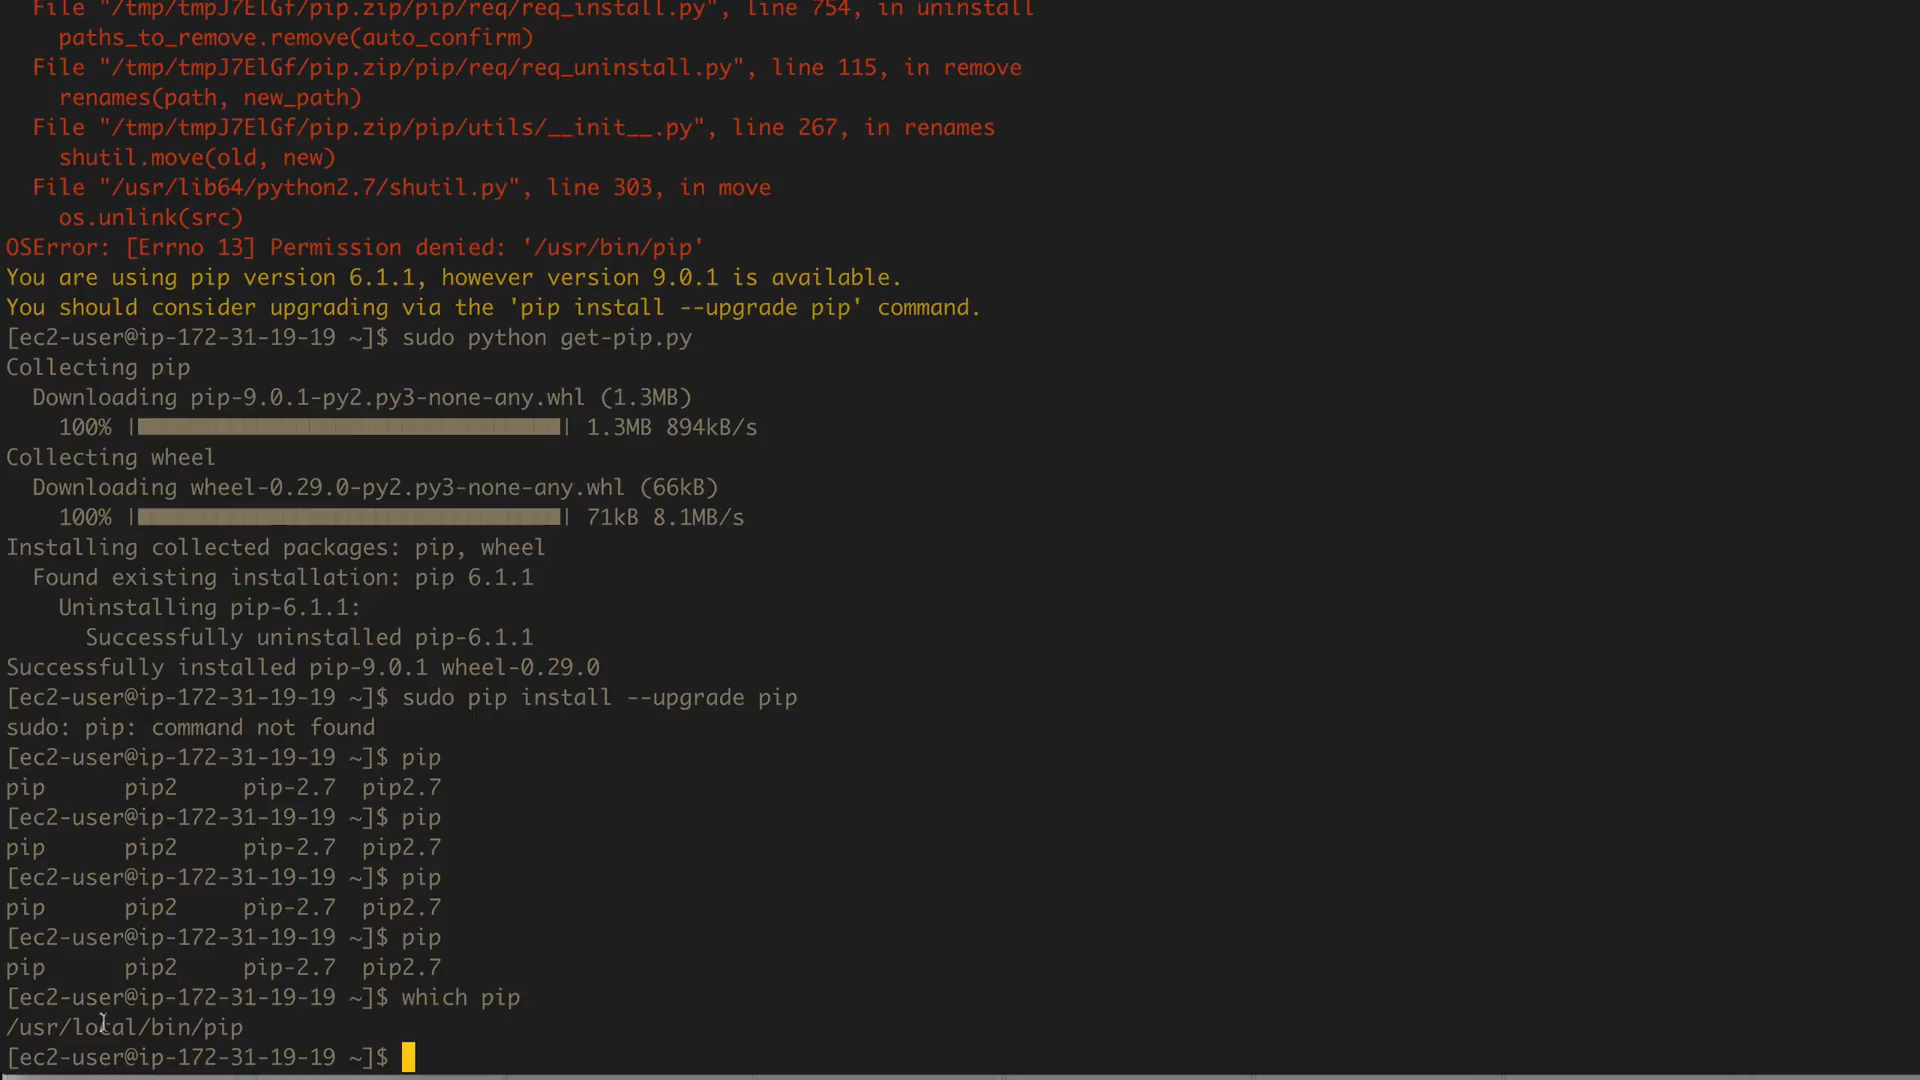 File "/tmp/tmpJ7ElGf/pip.zip/pip/req/req_install.py", line 754, in uninstall
paths_to_remove.remove(auto_confirm)
File "/tmp/tmpJ7ElGf/pip.zip/pip/req/req_uninstall.py", line 115, in remove
renames(path, new_path)
File "/tmp/tmpJ7ElGf/pip.zip/pip/utils/__init__.py", line 267, in renames
shutil.move(old, new)
File "/usr/lib64/python2.7/shutil.py", line 303, in move
os.unlink(src)
OSError: [Errno 13] Permission denied: '/usr/bin/pip'
You are using pip version 6.1.1, however version 9.0.1 is available.
You should consider upgrading via the 'pip install --upgrade pip' command.
[ec2-user@ip-172-31-19-19 ~]$ sudo python get-pip.py
Collecting pip
Downloading pip-9.0.1-py2.py3-none-any.whl (1.3MB)
100% | | 1.3MB 894kB/s
Collecting wheel
Downloading wheel-0.29.0-py2.py3-none-any.whl (66kB)
100% | | 71kB 8.1MB/s
Installing collected packages: pip, wheel
Found existing installation: pip 6.1.1
Uninstalling pip-6.1.1:
Successfully uninstalled pip-6.1.1
Successfully installed pip-9.0.1 wheel-0.29.0
[ec2-user@ip-172-31-19-19 ~]$ sudo pip install --upgrade pip
sudo: pip: command not found
[ec2-user@ip-172-31-19-19 ~]$ pip
pip pip2 pip-2.7 pip2.7
[ec2-user@ip-172-31-19-19 ~]$ pip
pip pip2 pip-2.7 pip2.7
[ec2-user@ip-172-31-19-19 ~]$ pip
pip pip2 pip-2.7 pip2.7
[ec2-user@ip-172-31-19-19 ~]$ pip
pip pip2 pip-2.7 pip2.7
[ec2-user@ip-172-31-19-19 ~]$ which pip
/usr/local/bin/pip
[ec2-user@ip-172-31-19-19 ~]$